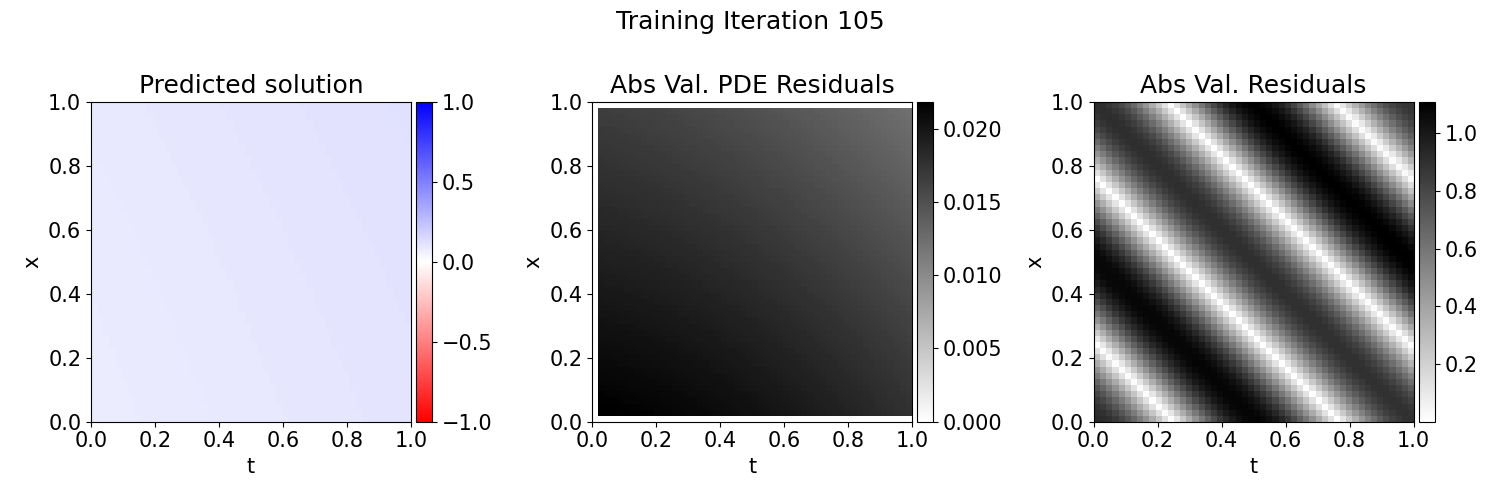 Training Iteration 105
Predicted solution
Abs Val. PDE Residuals
Abs Val. Residuals
1.0
0.8
0.6
0.4
0.2
0.0
x
0.0 0.2 0.4 0.6 0.8 1.0
t
1.0
0.5
0.0
−0.5
−1.0
1.0
0.8
0.6
0.4
0.2
0.0
x
0.0 0.2 0.4 0.6 0.8 1.0
t
0.020
0.015
0.010
0.005
0.000
1.0
0.8
0.6
0.4
0.2
0.0
x
0.0 0.2 0.4 0.6 0.8 1.0
t
1.0
0.8
0.6
0.4
0.2